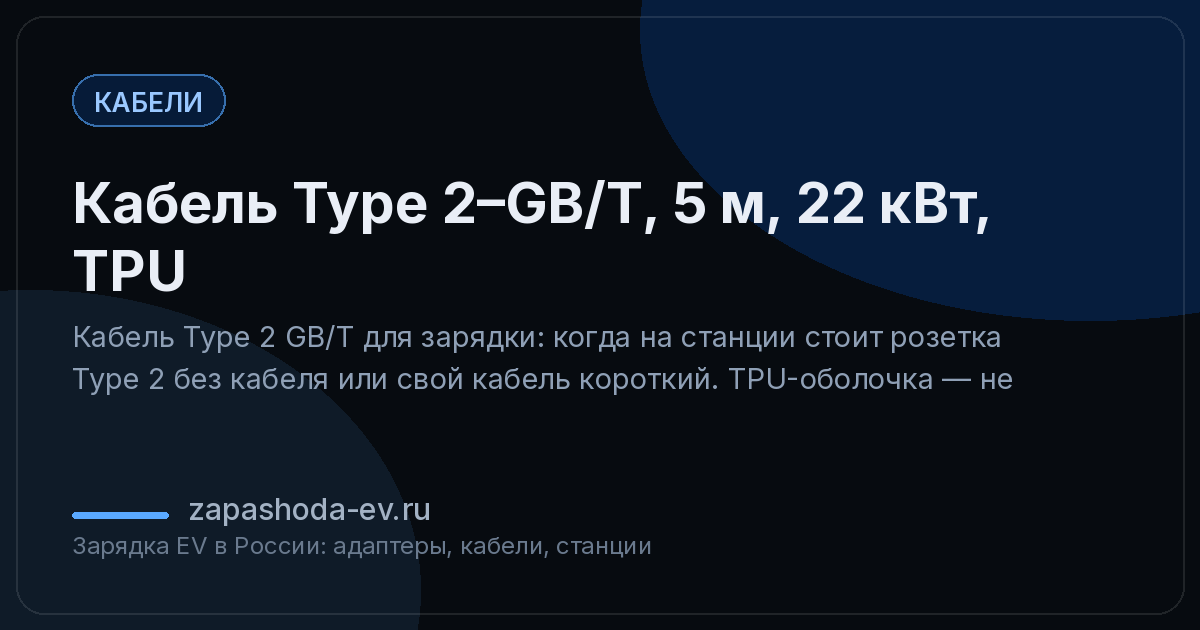 КАБЕЛИ
Кабель Type 2–GB/T, 5 м, 22 кВт,
TPU
Кабель Type 2 GB/T для зарядки: когда на станции стоит розетка
Type 2 без кабеля или свой кабель короткий. TPU-оболочка — не
zapashoda-ev.ru
Зарядка EV в России: адаптеры, кабели, станции